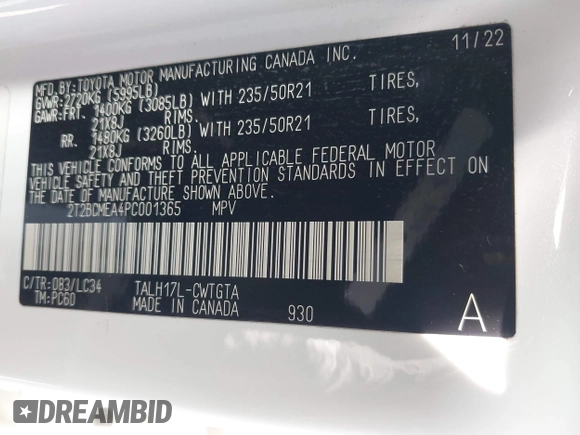 MFD.BY:TOYOTA MOTOR MANUFACTURING CANADA INC. 11/22
GVWR:2720KG (5995LB)
GAWR:FRT. 1400KG (3085LB) WITH 235/50R21 TIRES,
21X8J RIMS.
RR. 1480KG (3260LB) WITH 235/50R21 TIRES,
21X8J RIMS.
THIS VEHICLE CONFORMS TO ALL APPLICABLE FEDERAL MOTOR
VEHICLE SAFETY AND THEFT PREVENTION STANDARDS IN EFFECT ON
THE DATE OF MANUFACTURE SHOWN ABOVE.
2T2BCMEA4PC001365 MPV
C/TR:083/LC34 TALH17L-CWTGTA
TM:PC60 MADE IN CANADA 930 A
DREAMBID